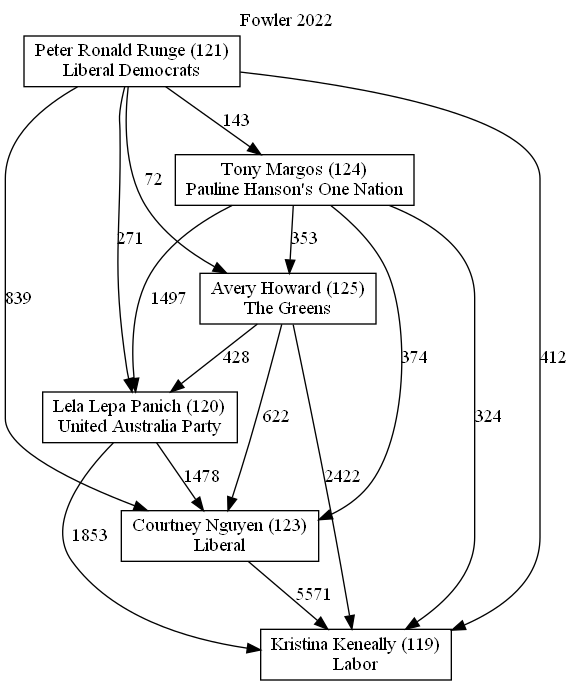 Fowler 2022
Peter Ronald Runge (121)
Liberal Democrats
143
Tony Margos (124)
Pauline Hanson's One Nation
72
271
353
839
1497
Avery Howard (125)
The Greens
428
374
412
Lela Lepa Panich (120)
United Australia Party
622
324
1478
2422
1853
Courtney Nguyen (123)
Liberal
5571
Kristina Keneally (119)
Labor